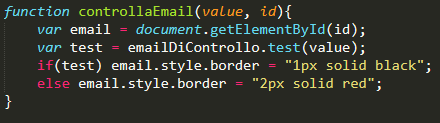 function controllaEmail(value, id){
    var email = document.getElementById(id);
    var test = emailDiControllo.test(value);
    if(test) email.style.border = "1px solid black";
    else email.style.border = "2px solid red";
}